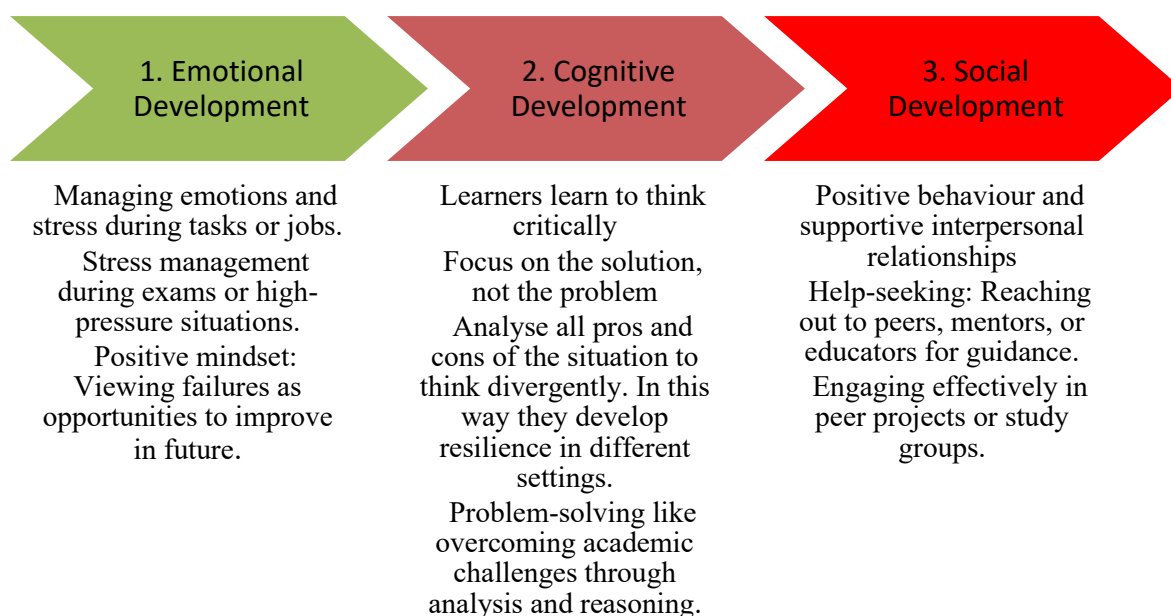 1. Emotional
Development
Managing emotions and
stress during tasks or jobs.
Stress management
during exams or high-
pressure situations.
Positive mindset:
Viewing failures as
opportunities to improve
in future.
2. Cognitive
Development
Learners learn to think
critically
Focus on the solution,
not the problem
Analyse all pros and
cons of the situation to
think divergently. In this
way they develop
resilience in different
settings.
Problem-solving like
overcoming academic
challenges through
analysis and reasoning.
3. Social
Development
Positive behaviour and
supportive interpersonal
relationships
Help-seeking: Reaching
out to peers, mentors, or
educators for guidance.
Engaging effectively in
peer projects or study
groups.